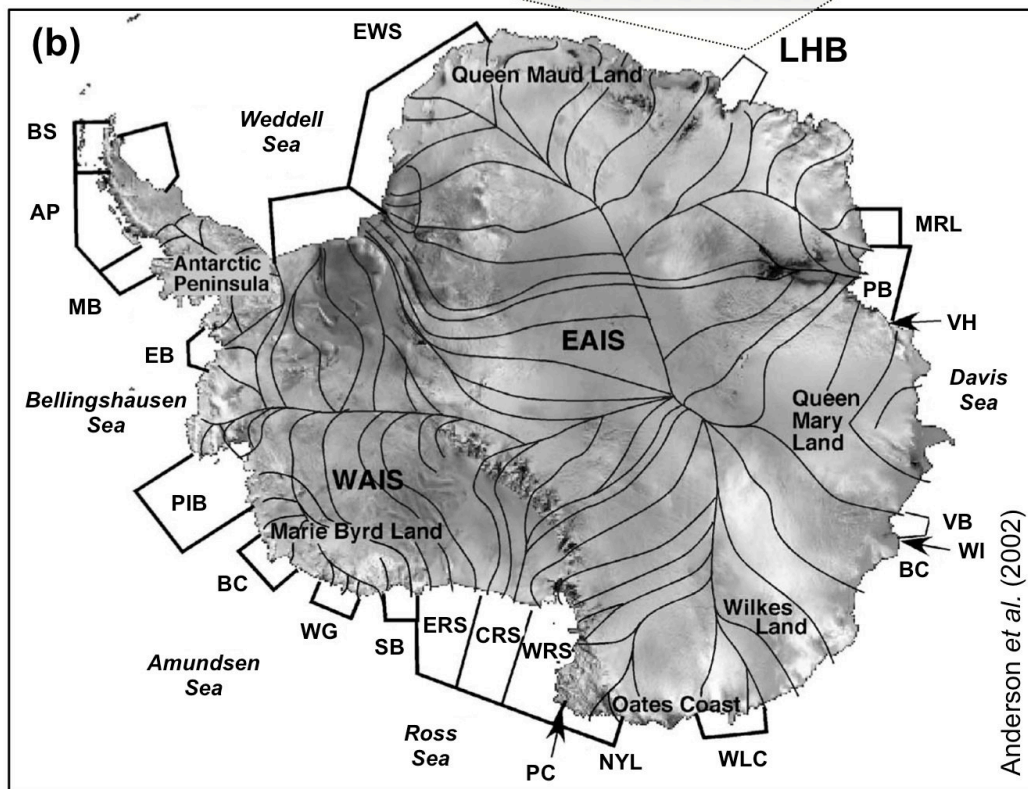 (b)
EWS
LHB
Queen Maud Land
Weddell
Sea
BS
AP
MRL
Antarctic
Peninsula
PB
MB
VH
EAIS
EB
Davis
Sea
Bellingshausen
Sea
Queen
Mary
Land
WAIS
PIB
Marie Byrd Land
VB
WI
BC
BC
Wilkes
Land
WG
SB
ERS
CRS
WRS
Amundsen
Sea
Oates Coast
Ross
Sea
PC
NYL
WLC
Anderson et al. (2002)